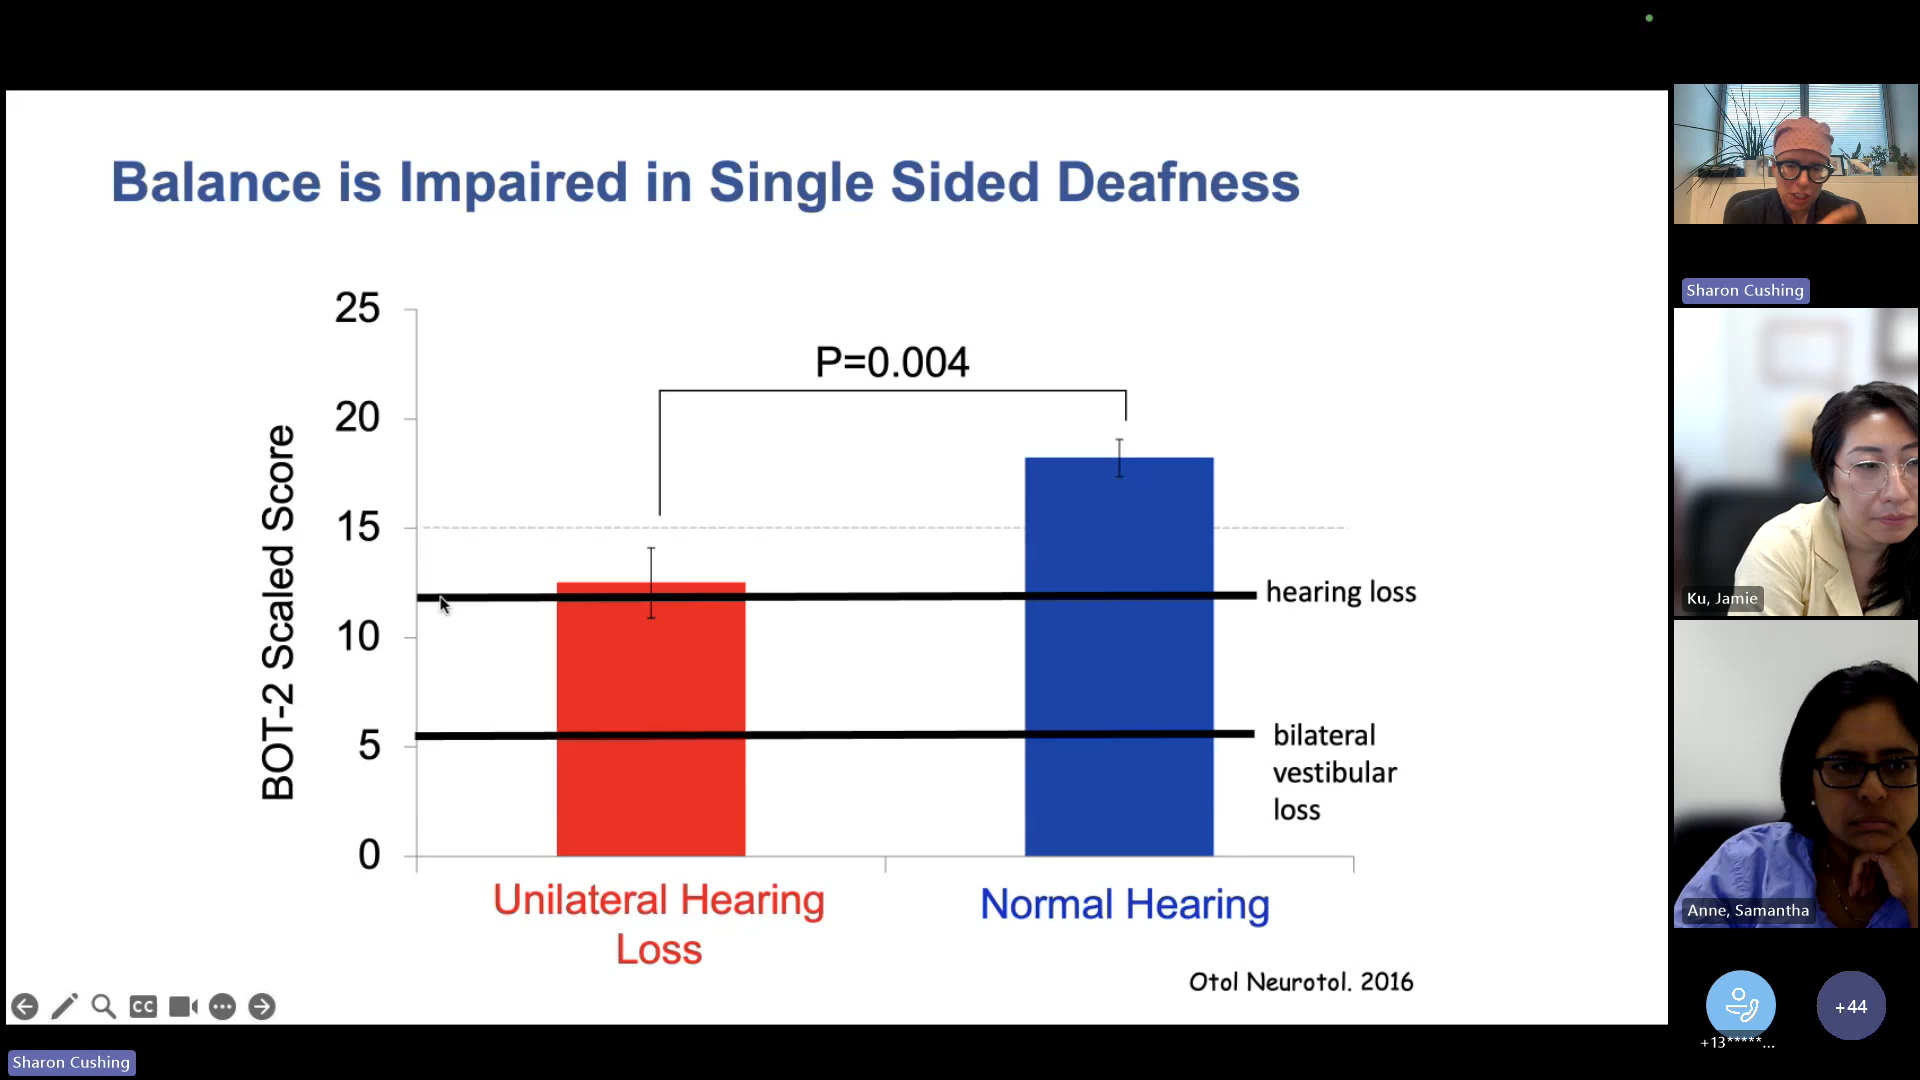 Balance is Impaired in Single Sided Deafness
25
20
15
10
5
0
BOT-2 Scaled Score
P=0.004
hearing loss
bilateral
vestibular
loss
Unilateral Hearing
Loss
Normal Hearing
Otol Neurotol. 2016
CC
Sharon Cushing
Sharon Cushing
Ku, Jamie
Anne, Samantha
+13*****...
+44